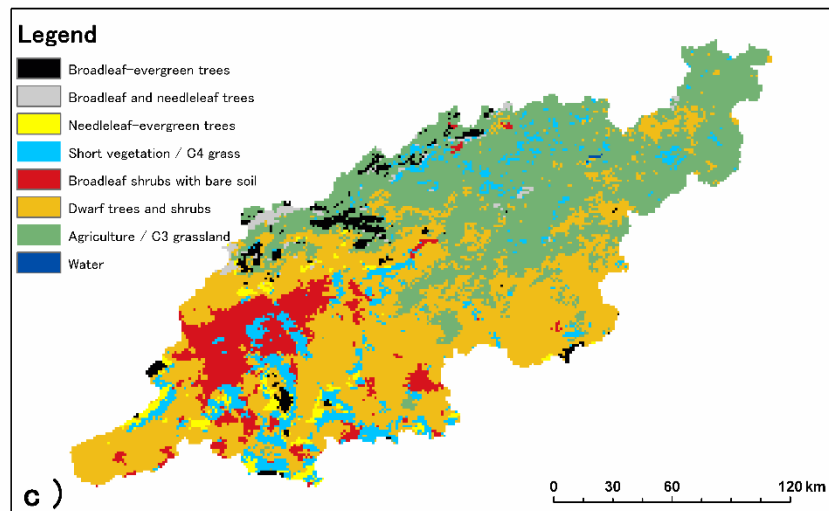 Legend
Broadleaf-evergreen trees
Broadleaf and needleleaf trees
Needleleaf-evergreen trees
Short vegetation / C4 grass
Broadleaf shrubs with bare soil
Dwarf trees and shrubs
Agriculture / C3 grassland
Water
c )
0 30 60 120 km